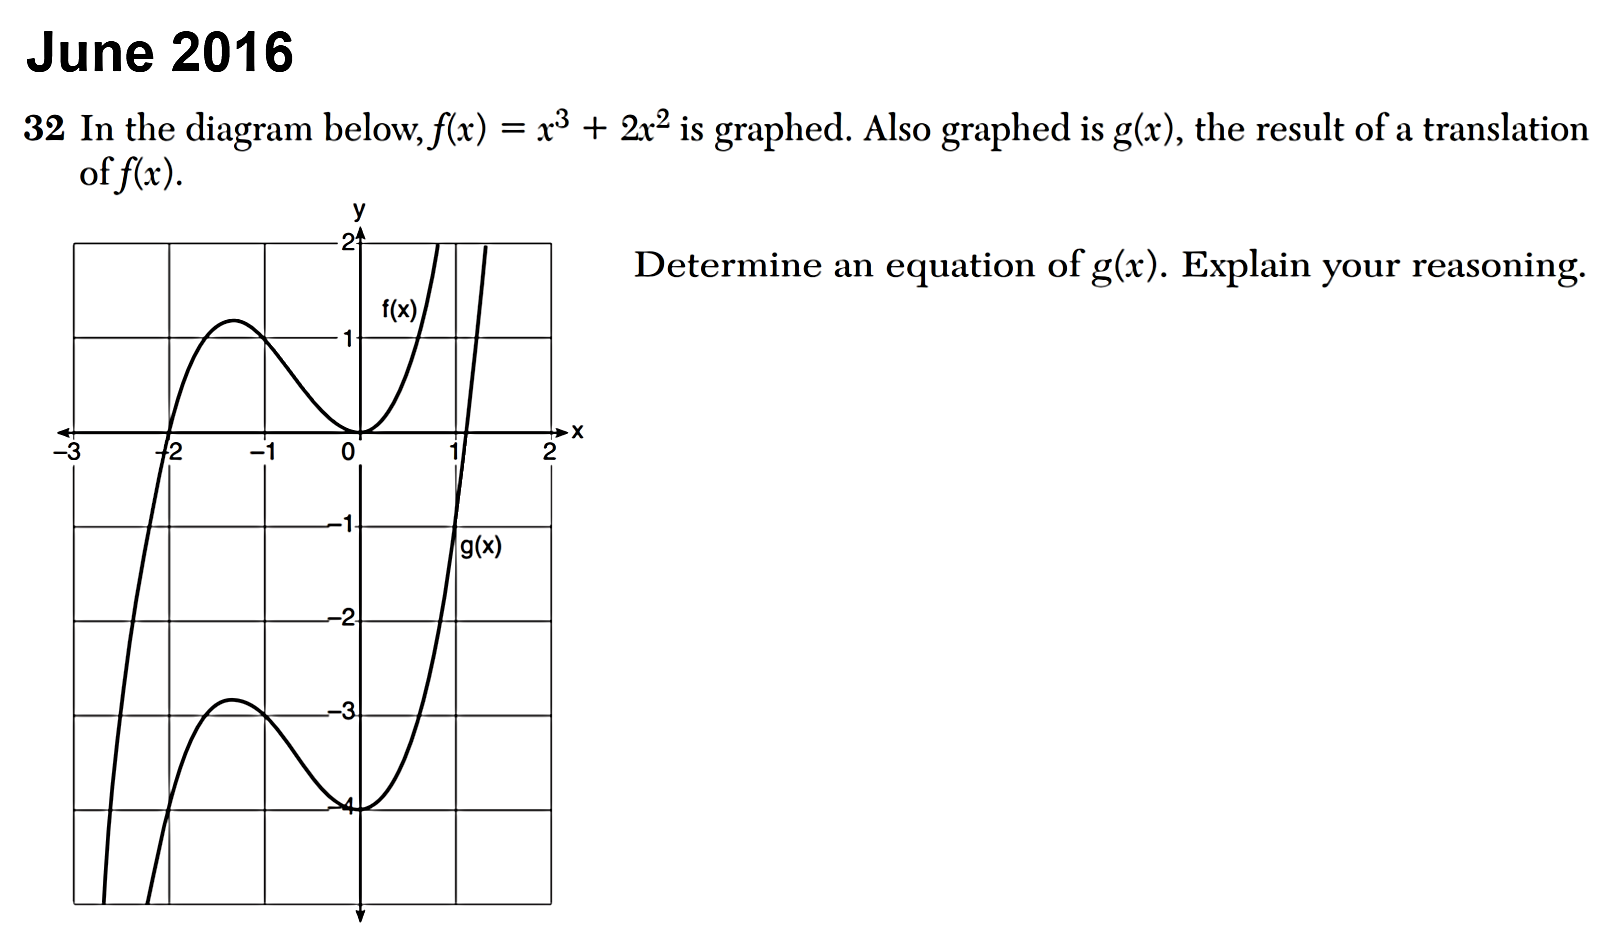 June 2016
32 In the diagram below, f(x) = x³ + 2x² is graphed. Also graphed is g(x), the result of a translation
of f(x).
y
2
Determine an equation of g(x). Explain your reasoning.
f(x)
1
x
–3 –2 –1 0 1 2
–1
g(x)
–2
–3
–4